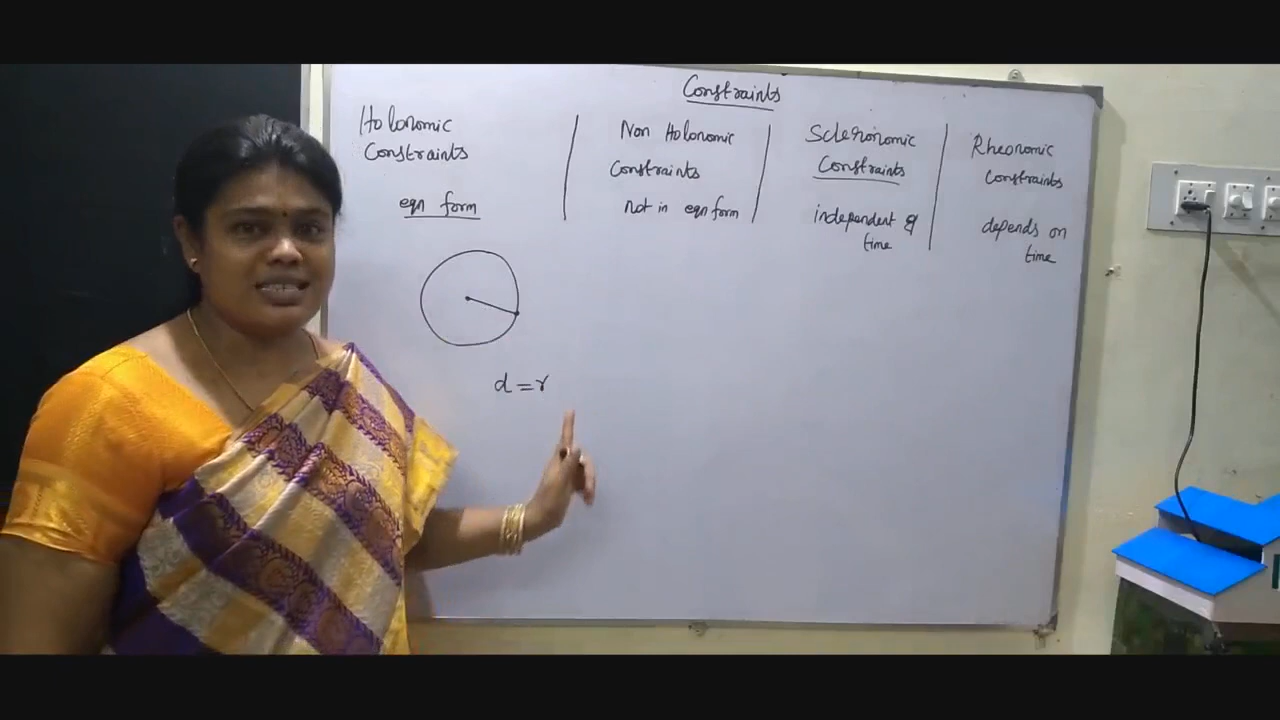 Constraints
Holonomic
Constraints
eqn form
Non Holonomic
Constraints
not in eqn form
Scleronomic
Constraints
independent of
time
Rheonomic
Constraints
depends on
time
d = r